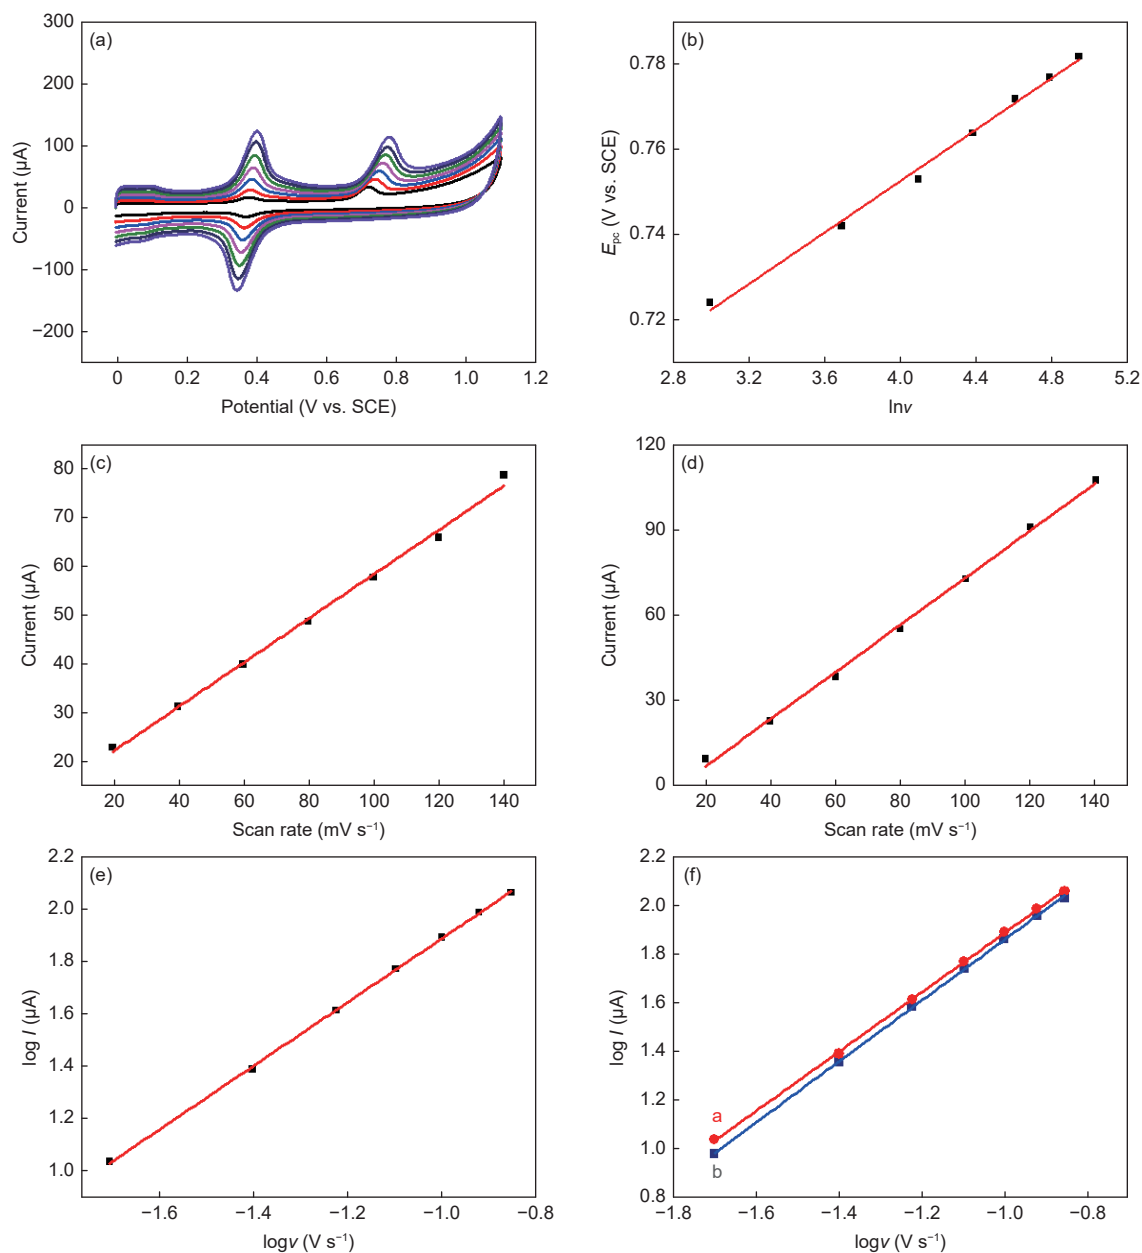 (a)
300
200
100
0
−100
−200
Current (µA)
0 0.2 0.4 0.6 0.8 1.0 1.2
Potential (V vs. SCE)
(b)
0.78
0.76
0.74
0.72
Epc (V vs. SCE)
2.8 3.2 3.6 4.0 4.4 4.8 5.2
lnv
(c)
80
70
60
50
40
30
20
Current (µA)
20 40 60 80 100 120 140
Scan rate (mV s⁻¹)
(d)
120
90
60
30
0
Current (µA)
20 40 60 80 100 120 140
Scan rate (mV s⁻¹)
(e)
2.2
2.0
1.8
1.6
1.4
1.2
1.0
log I (µA)
−1.6 −1.4 −1.2 −1.0 −0.8
logv (V s⁻¹)
(f)
2.2
2.0
1.8
1.6
1.4
1.2
1.0
0.8
log I (µA)
a
b
−1.8 −1.6 −1.4 −1.2 −1.0 −0.8
logv (V s⁻¹)